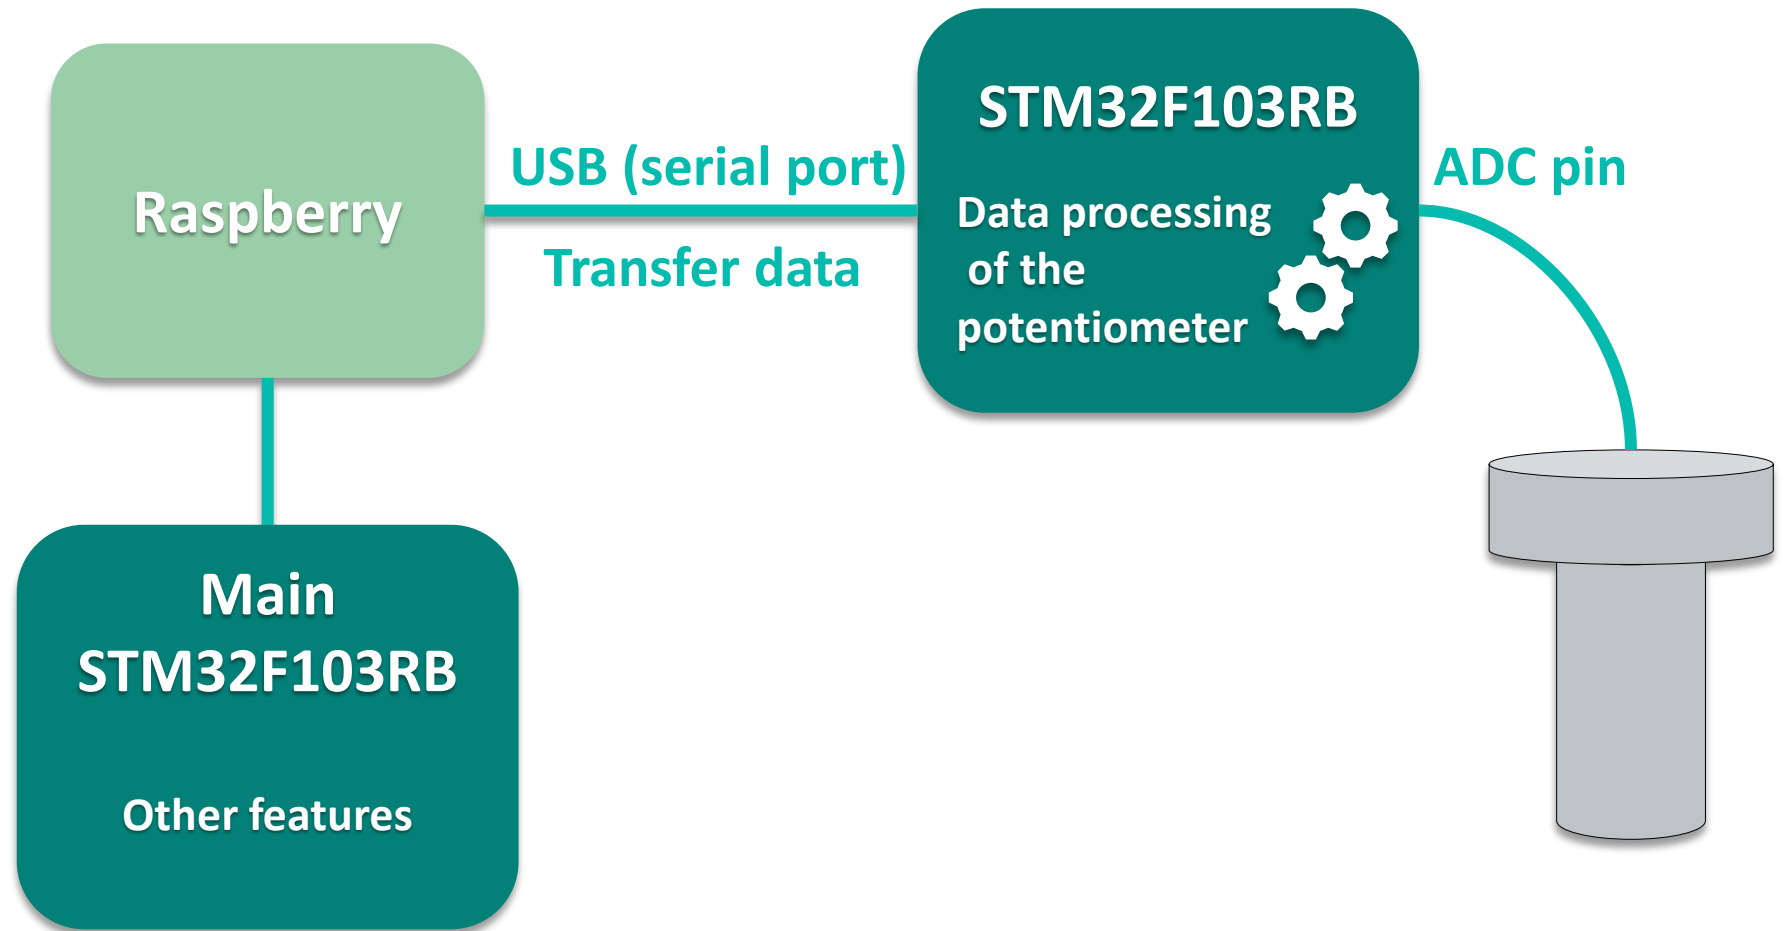 Raspberry
USB (serial port)
Transfer data
STM32F103RB
Data processing
of the
potentiometer
ADC pin
Main
STM32F103RB
Other features